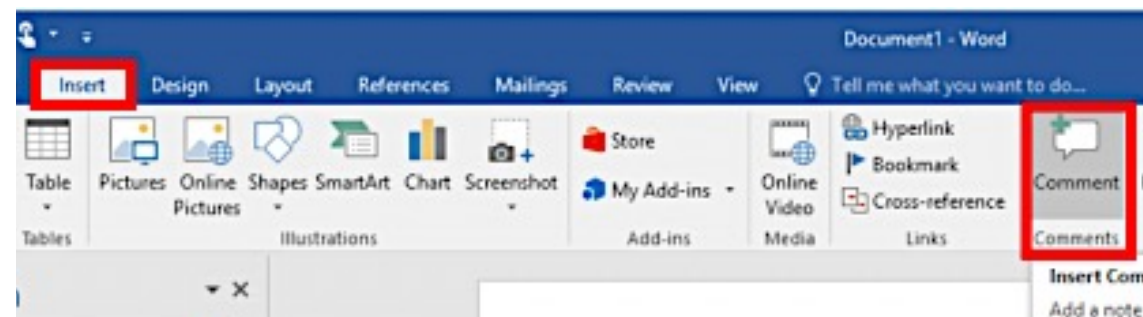 Document1 - Word
Insert Design Layout References Mailings Review View Tell me what you want to do...
Table Pictures Online Pictures Shapes SmartArt Chart Screenshot
Store
My Add-ins
Online Video
Hyperlink
Bookmark
Cross-reference
Comment
Tables Illustrations Add-ins Media Links Comments
Insert Com
Add a note